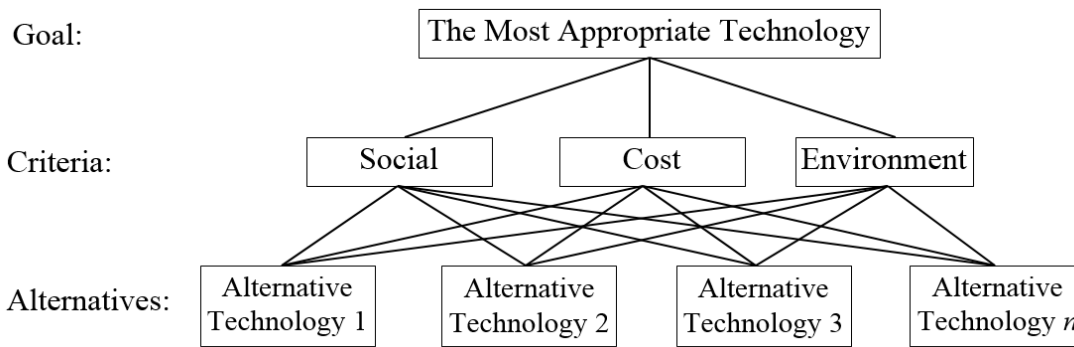 Goal:
The Most Appropriate Technology
Criteria:
Social
Cost
Environment
Alternatives:
Alternative
Technology 1
Alternative
Technology 2
Alternative
Technology 3
Alternative
Technology n